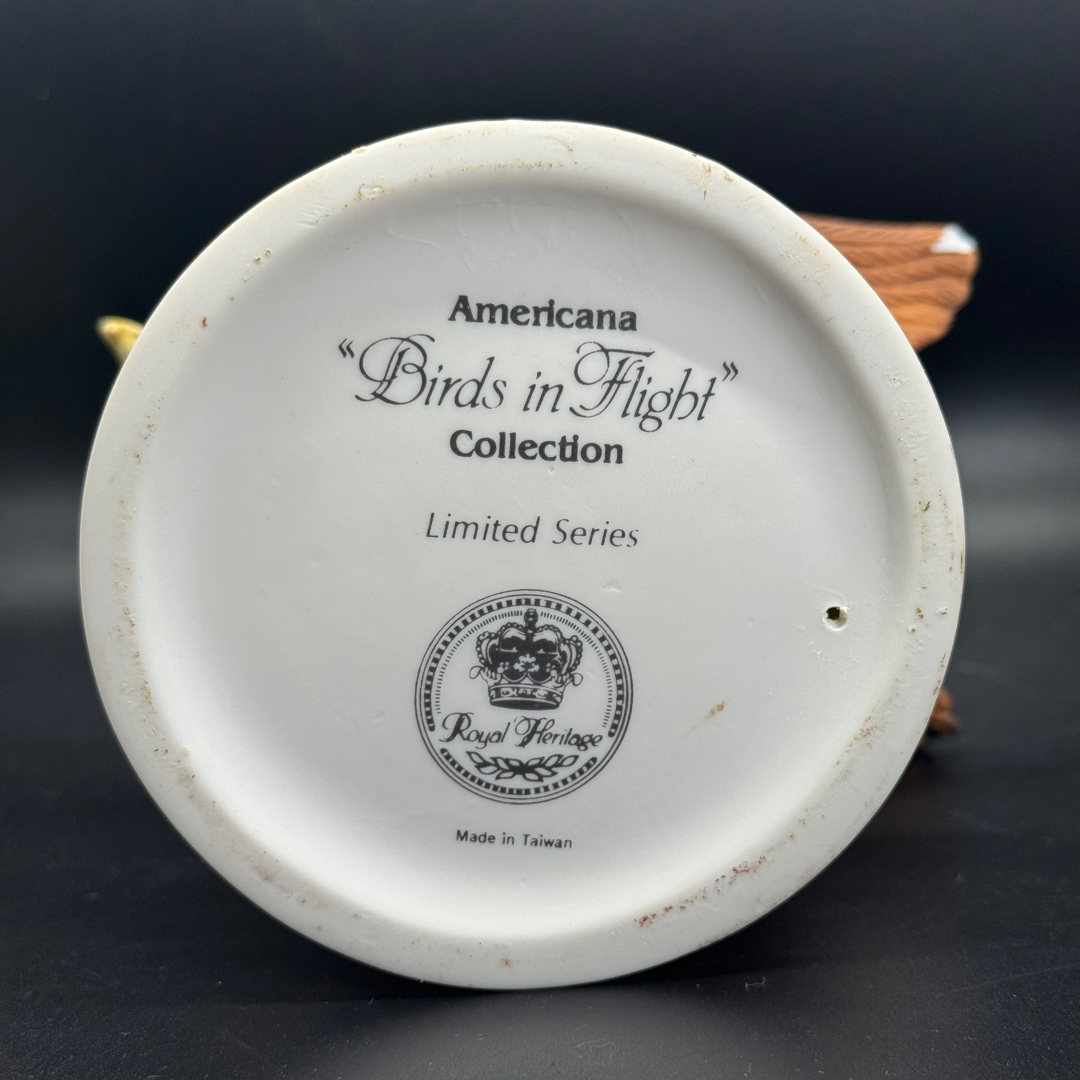 Americana
“Birds in Flight”
Collection
Limited Series
Royal Heritage
Made in Taiwan